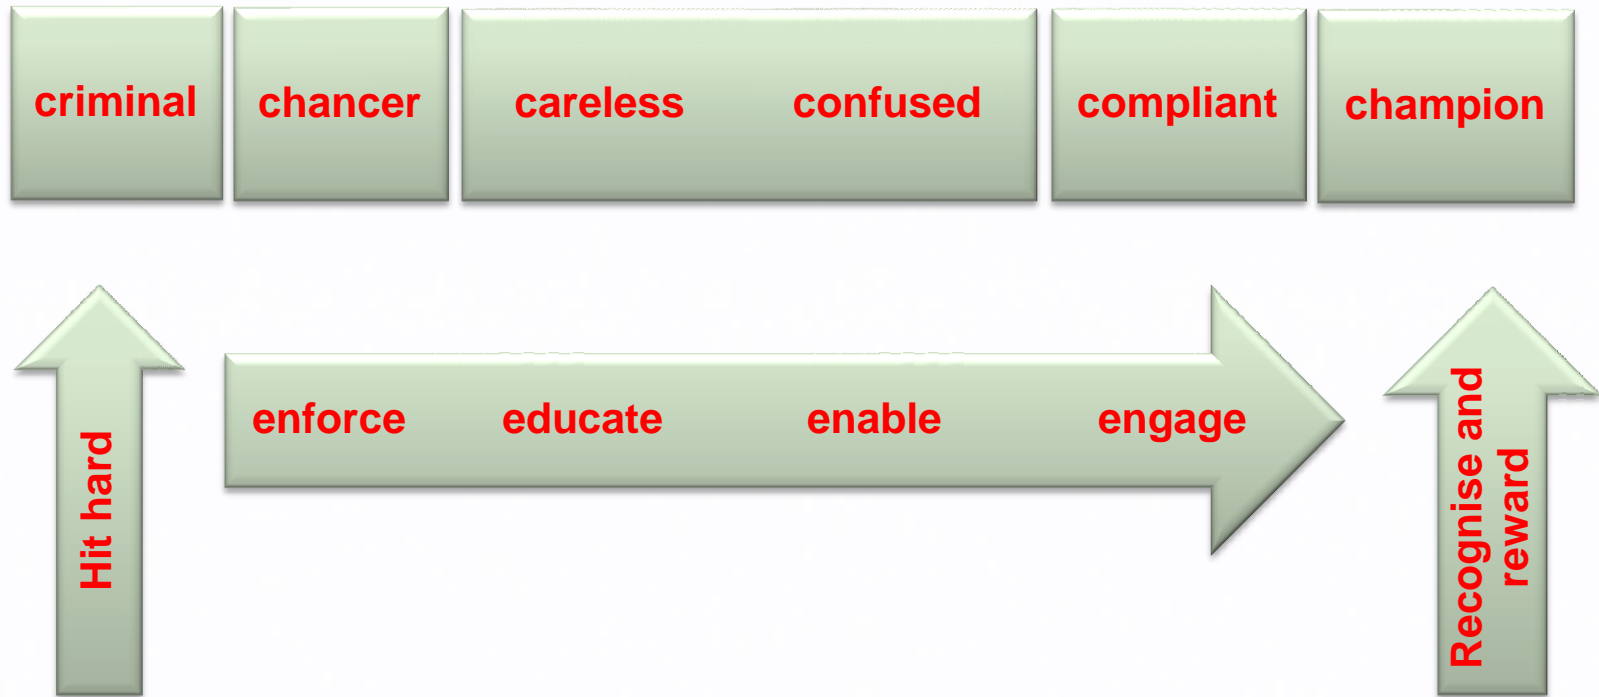 criminal
chancer
careless
confused
compliant
champion
Hit hard
enforce
educate
enable
engage
Recognise and
reward